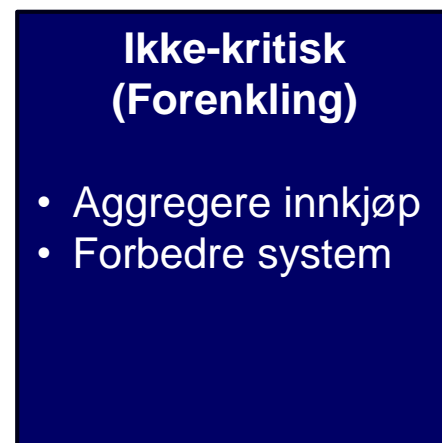 Ikke-kritisk
(Forenkling)
• Aggregere innkjøp
• Forbedre system